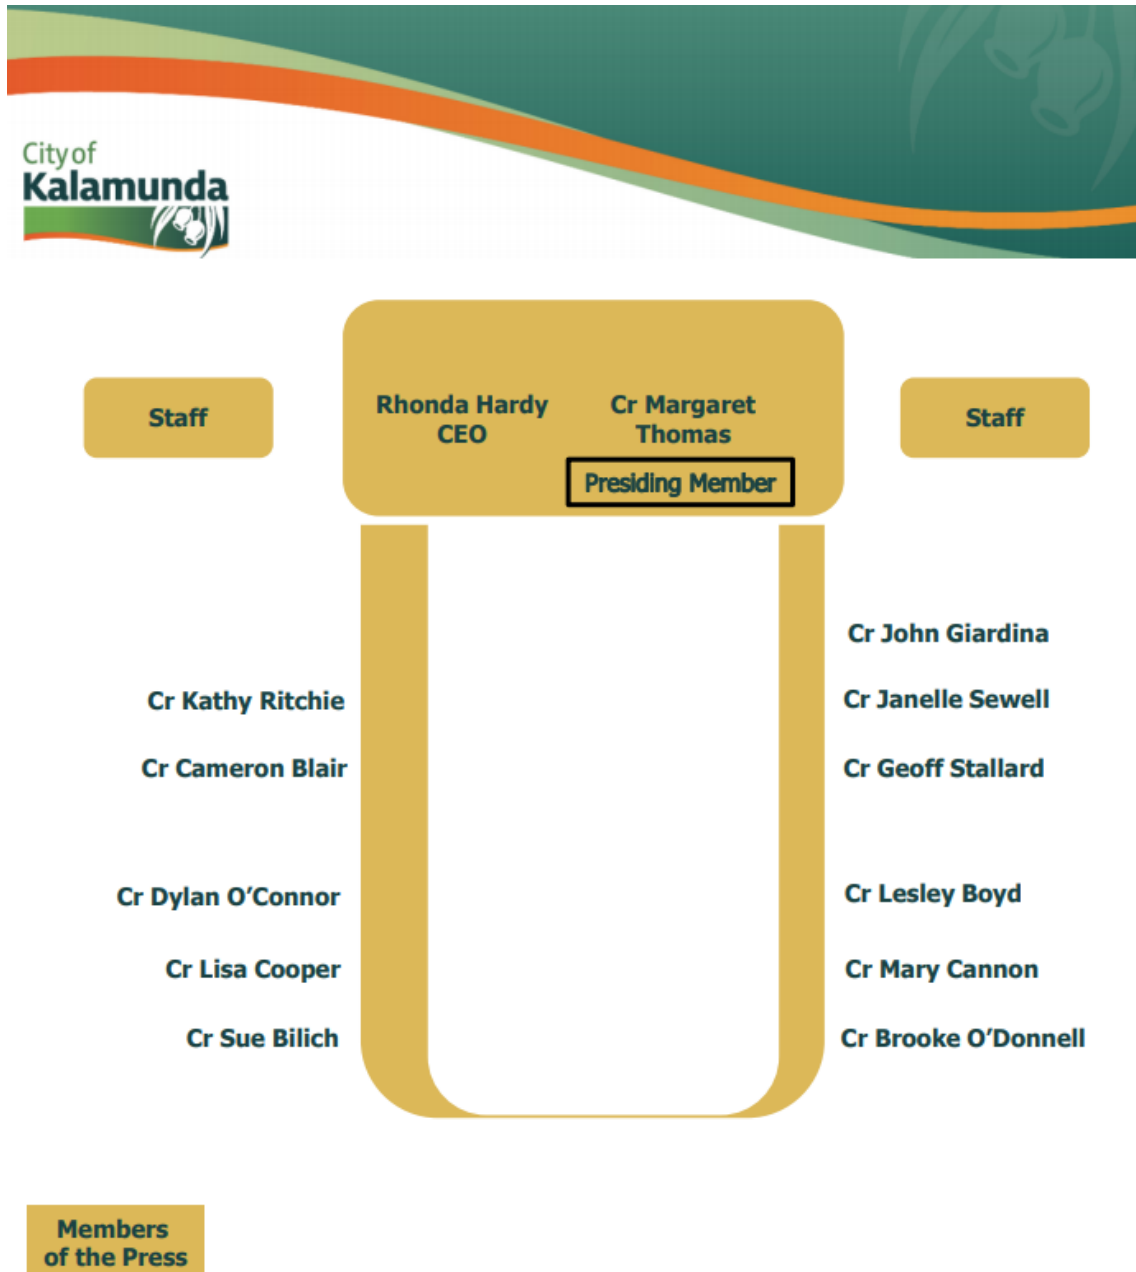 City of
Kalamunda
Staff
Rhonda Hardy
CEO
Cr Margaret
Thomas
Presiding Member
Staff
Cr John Giardina
Cr Kathy Ritchie
Cr Janelle Sewell
Cr Cameron Blair
Cr Geoff Stallard
Cr Dylan O’Connor
Cr Lesley Boyd
Cr Lisa Cooper
Cr Mary Cannon
Cr Sue Bilich
Cr Brooke O’Donnell
Members
of the Press